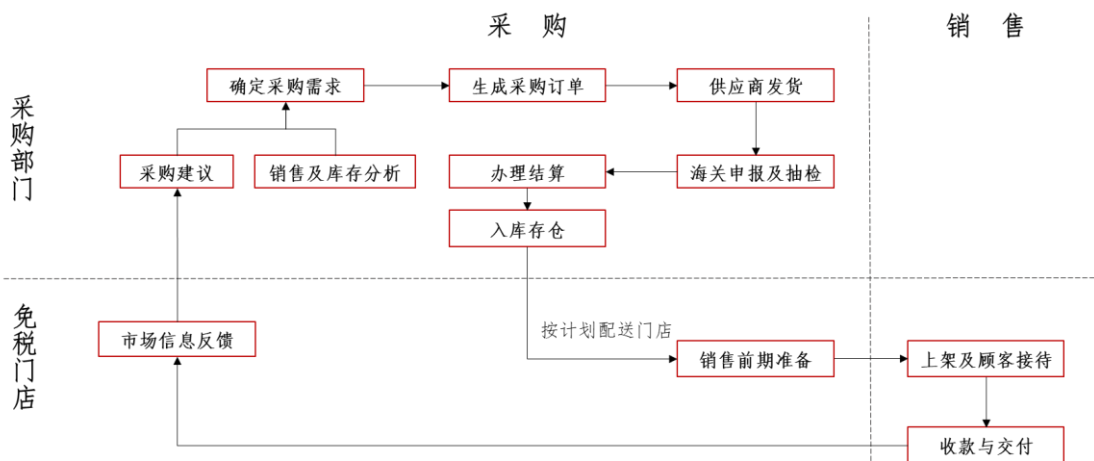 采 购
销 售
采购部门
确定采购需求
生成采购订单
供应商发货
采购建议
销售及库存分析
办理结算
海关申报及抽检
入库存仓
免税门店
市场信息反馈
按计划配送门店
销售前期准备
上架及顾客接待
收款与交付